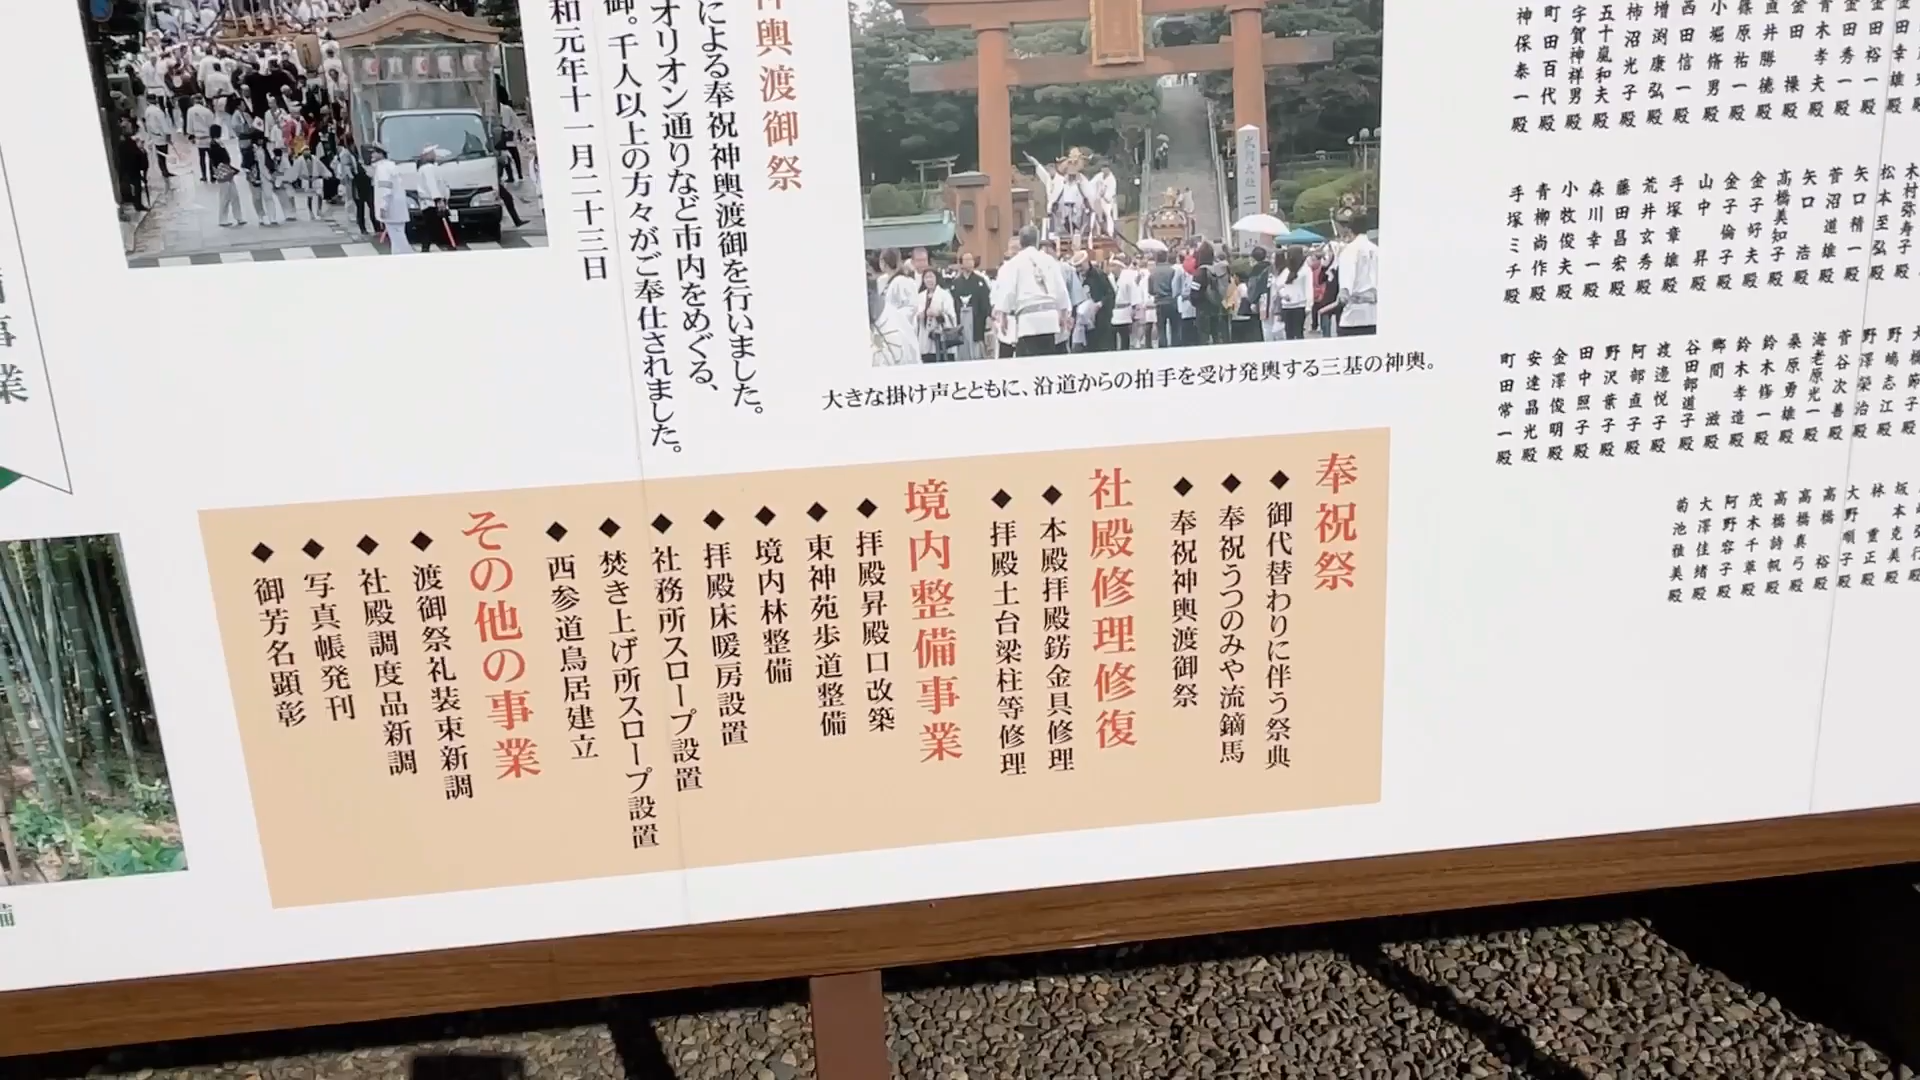 神輿渡御祭
による奉祝神輿渡御を行いました。
オリオン通りなど市内をめぐる、
御。千人以上の方々がご奉仕されました。
和元年十一月二十三日
大きな掛け声とともに、沿道からの拍手を受け発輿する三基の神輿。
奉祝祭
◆御代替わりに伴う祭典
◆奉祝うつのみや流鏑馬
◆奉祝神輿渡御祭
社殿修理修復
◆本殿拝殿錺金具修理
◆拝殿土台梁柱等修理
境内整備事業
◆拝殿昇殿口改築
◆東神苑歩道整備
◆境内林整備
◆拝殿床暖房設置
◆社務所スロープ設置
◆焚き上げ所スロープ設置
◆西参道鳥居建立
その他の事業
◆渡御祭礼装束新調
◆社殿調度品新調
◆写真帳発刊
◆御芳名顕彰
事業
備
金田裕一殿
金田秀一殿
青木孝夫殿
金田操殿
直井勝徳殿
篠原祐一殿
小堀脩男殿
西田信一殿
増渕康弘殿
柿沼光子殿
五十嵐和夫殿
宇賀神祥男殿
町田百代殿
神保泰一殿
木村弥寿子殿
松本至弘殿
矢口精一殿
菅沼道雄殿
矢口浩殿
髙橋美知子殿
金子好夫殿
金子倫子殿
山中昇殿
手塚章雄殿
荒井玄秀殿
藤田昌宏殿
森川幸一殿
小牧俊夫殿
青柳尚作殿
手塚ミチ殿
野嶋志江殿
野澤榮治殿
菅谷次善殿
海老原光一殿
桑原勇雄殿
鈴木脩一殿
鈴木孝造殿
郷間滋殿
谷田部道子殿
渡邉悦子殿
阿部直子殿
野沢葉子殿
田中照子殿
金澤俊明殿
安達晶光殿
町田常一殿
坂本克美殿
林重正殿
大野順子殿
高橋裕殿
高橋真弓殿
高橋詩帆殿
茂木千草殿
阿野容子殿
大澤佳緒殿
菊池雅美殿